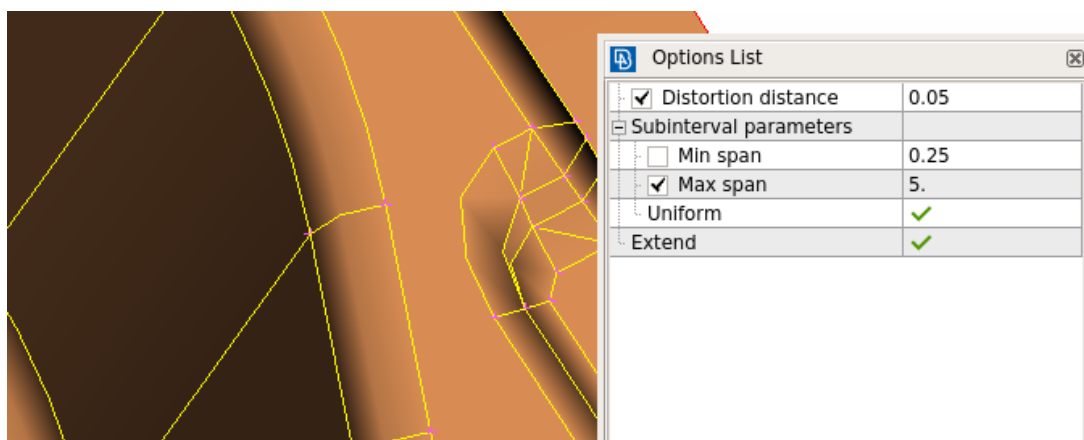 Options List
Distortion distance 0.05
Subinterval parameters
Min span 0.25
Max span 5.
Uniform
Extend